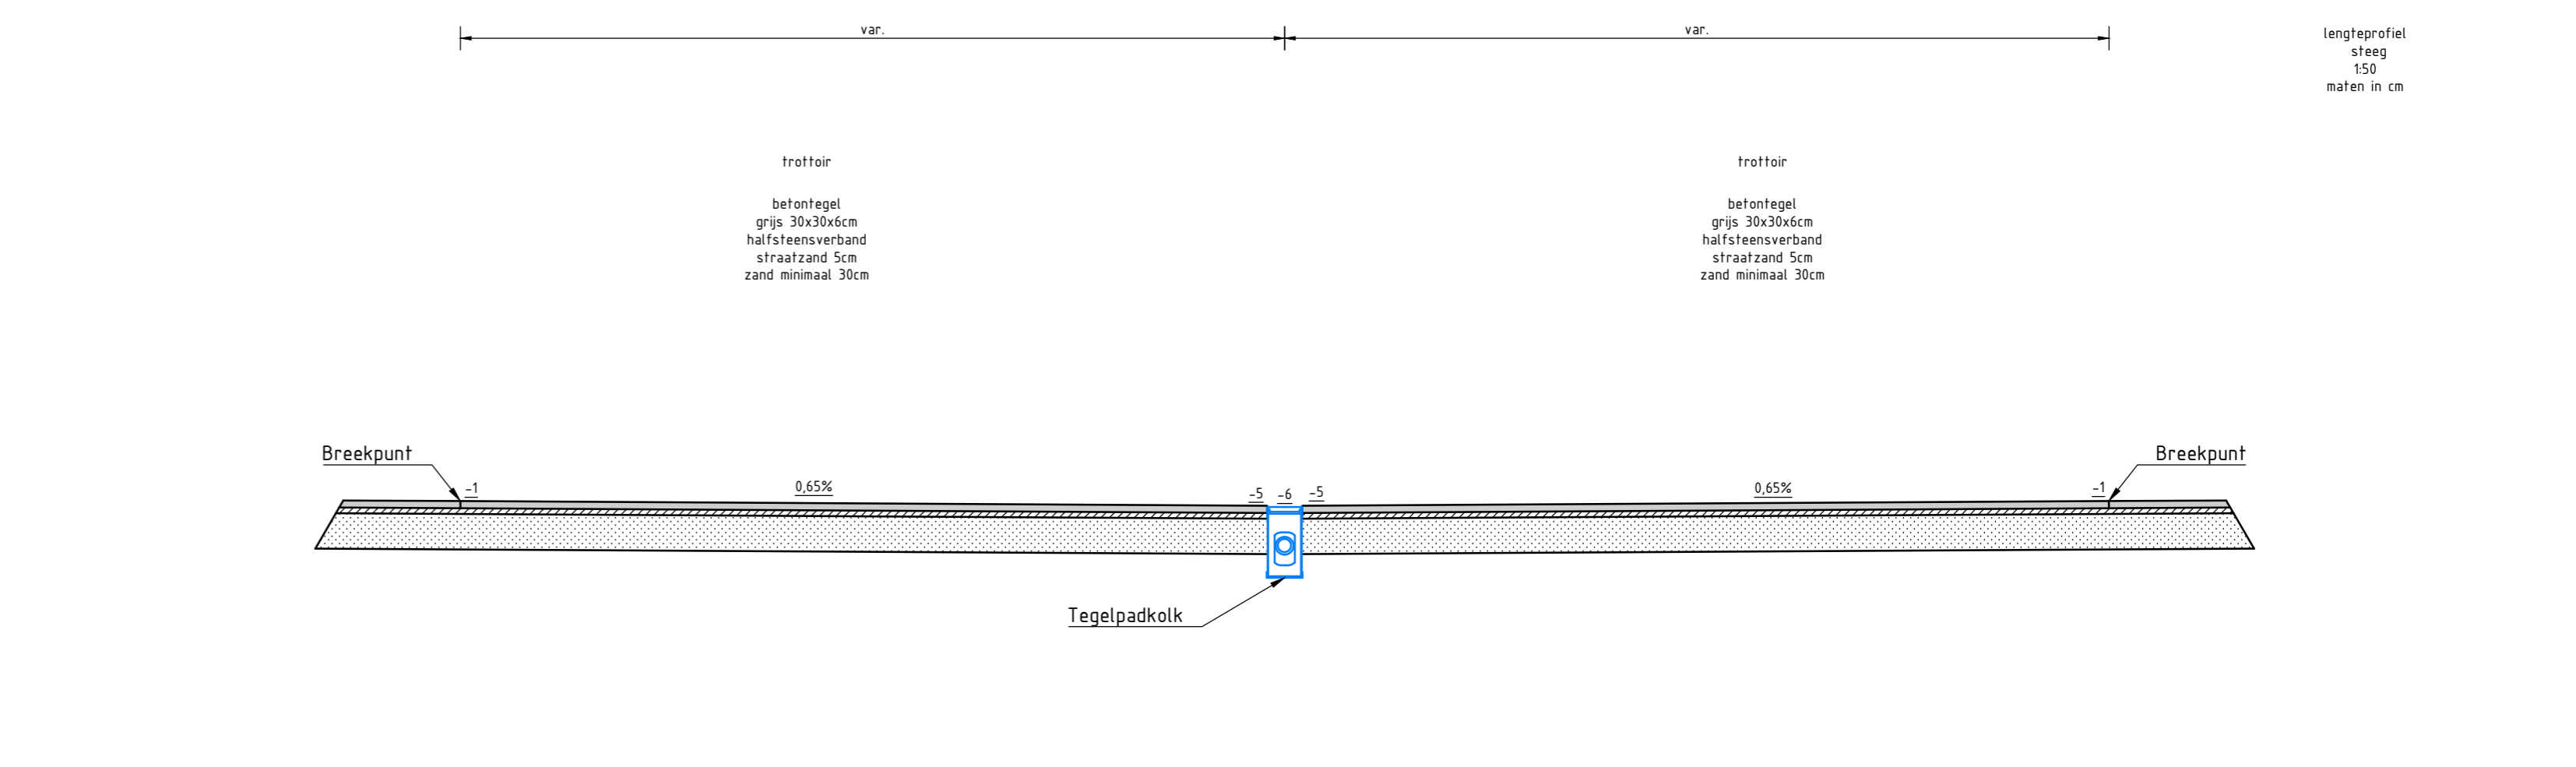 var.
var.
lengteprofiel
steeg
1:50
maten in cm
trottoir
betontegel
grijs 30x30x6cm
halfsteensverband
straatzand 5cm
zand minimaal 30cm
trottoir
betontegel
grijs 30x30x6cm
halfsteensverband
straatzand 5cm
zand minimaal 30cm
Breekpunt
-1
0,65%
-5
-6
-5
0,65%
-1
Breekpunt
Tegelpadkolk